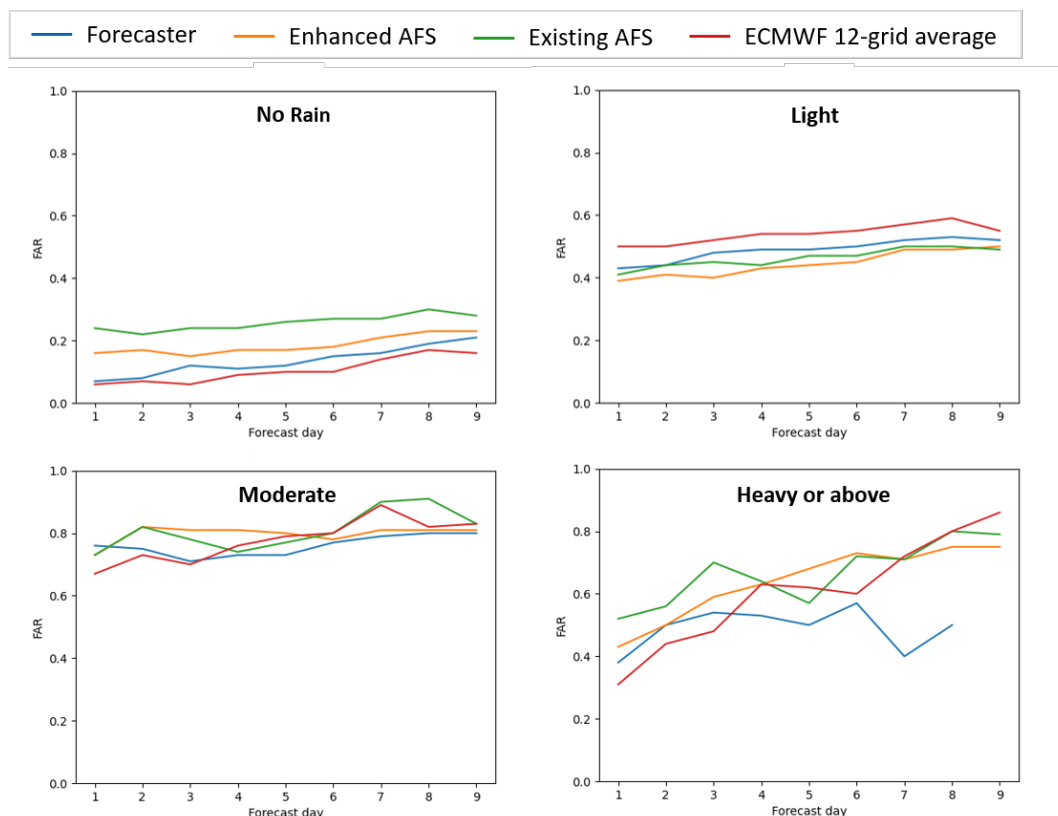 Forecaster Enhanced AFS Existing AFS ECMWF 12-grid average
No Rain
1.0
0.8
0.6
0.4
0.2
0.0
FAR
1 2 3 4 5 6 7 8 9
Forecast day
Light
1.0
0.8
0.6
0.4
0.2
0.0
FAR
1 2 3 4 5 6 7 8 9
Forecast day
Moderate
1.0
0.8
0.6
0.4
0.2
0.0
FAR
1 2 3 4 5 6 7 8 9
Forecast day
Heavy or above
1.0
0.8
0.6
0.4
0.2
0.0
FAR
1 2 3 4 5 6 7 8 9
Forecast day